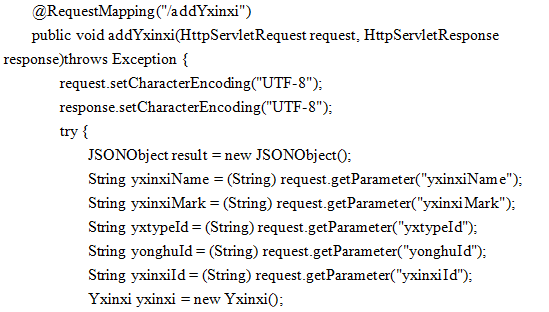 @RequestMapping("/addYxinxi")
public void addYxinxi(HttpServletRequest request, HttpServletResponse
response)throws Exception {
request.setCharacterEncoding("UTF-8");
response.setCharacterEncoding("UTF-8");
try {
JSONObject result = new JSONObject();
String yxinxiName = (String) request.getParameter("yxinxiName");
String yxinxiMark = (String) request.getParameter("yxinxiMark");
String yxtypeId = (String) request.getParameter("yxtypeId");
String yonghuId = (String) request.getParameter("yonghuId");
String yxinxiId = (String) request.getParameter("yxinxiId");
Yxinxi yxinxi = new Yxinxi();